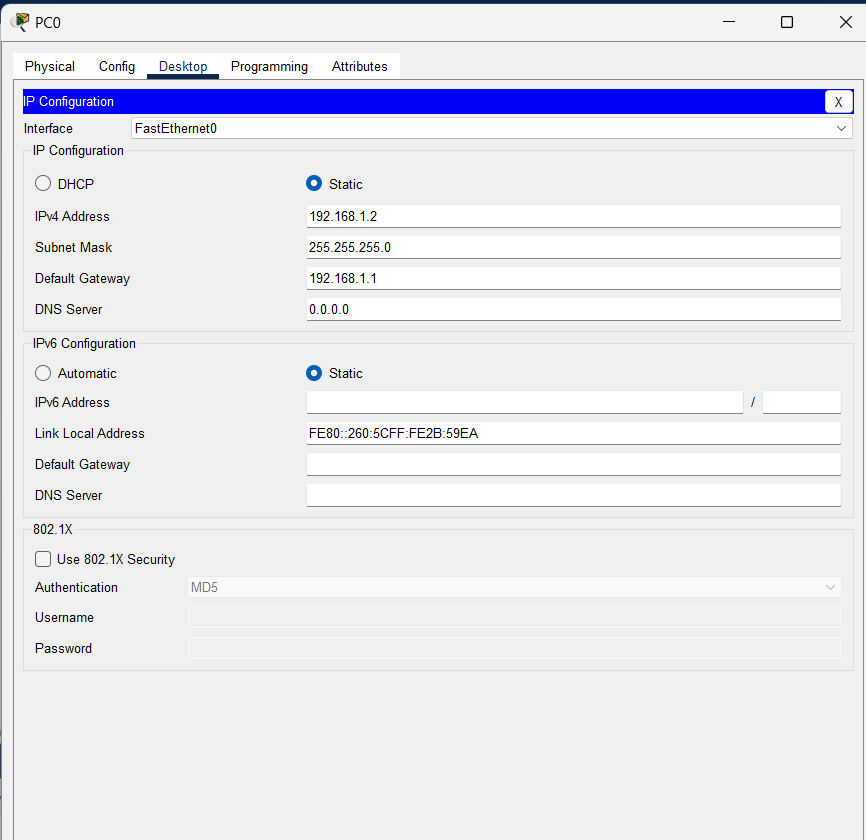 PC0
Physical Config Desktop Programming Attributes
IP Configuration X
Interface FastEthernet0
IP Configuration
DHCP Static
IPv4 Address 192.168.1.2
Subnet Mask 255.255.255.0
Default Gateway 192.168.1.1
DNS Server 0.0.0.0
IPv6 Configuration
Automatic Static
IPv6 Address /
Link Local Address FE80::260:5CFF:FE2B:59EA
Default Gateway
DNS Server
802.1X
Use 802.1X Security
Authentication MD5
Username
Password